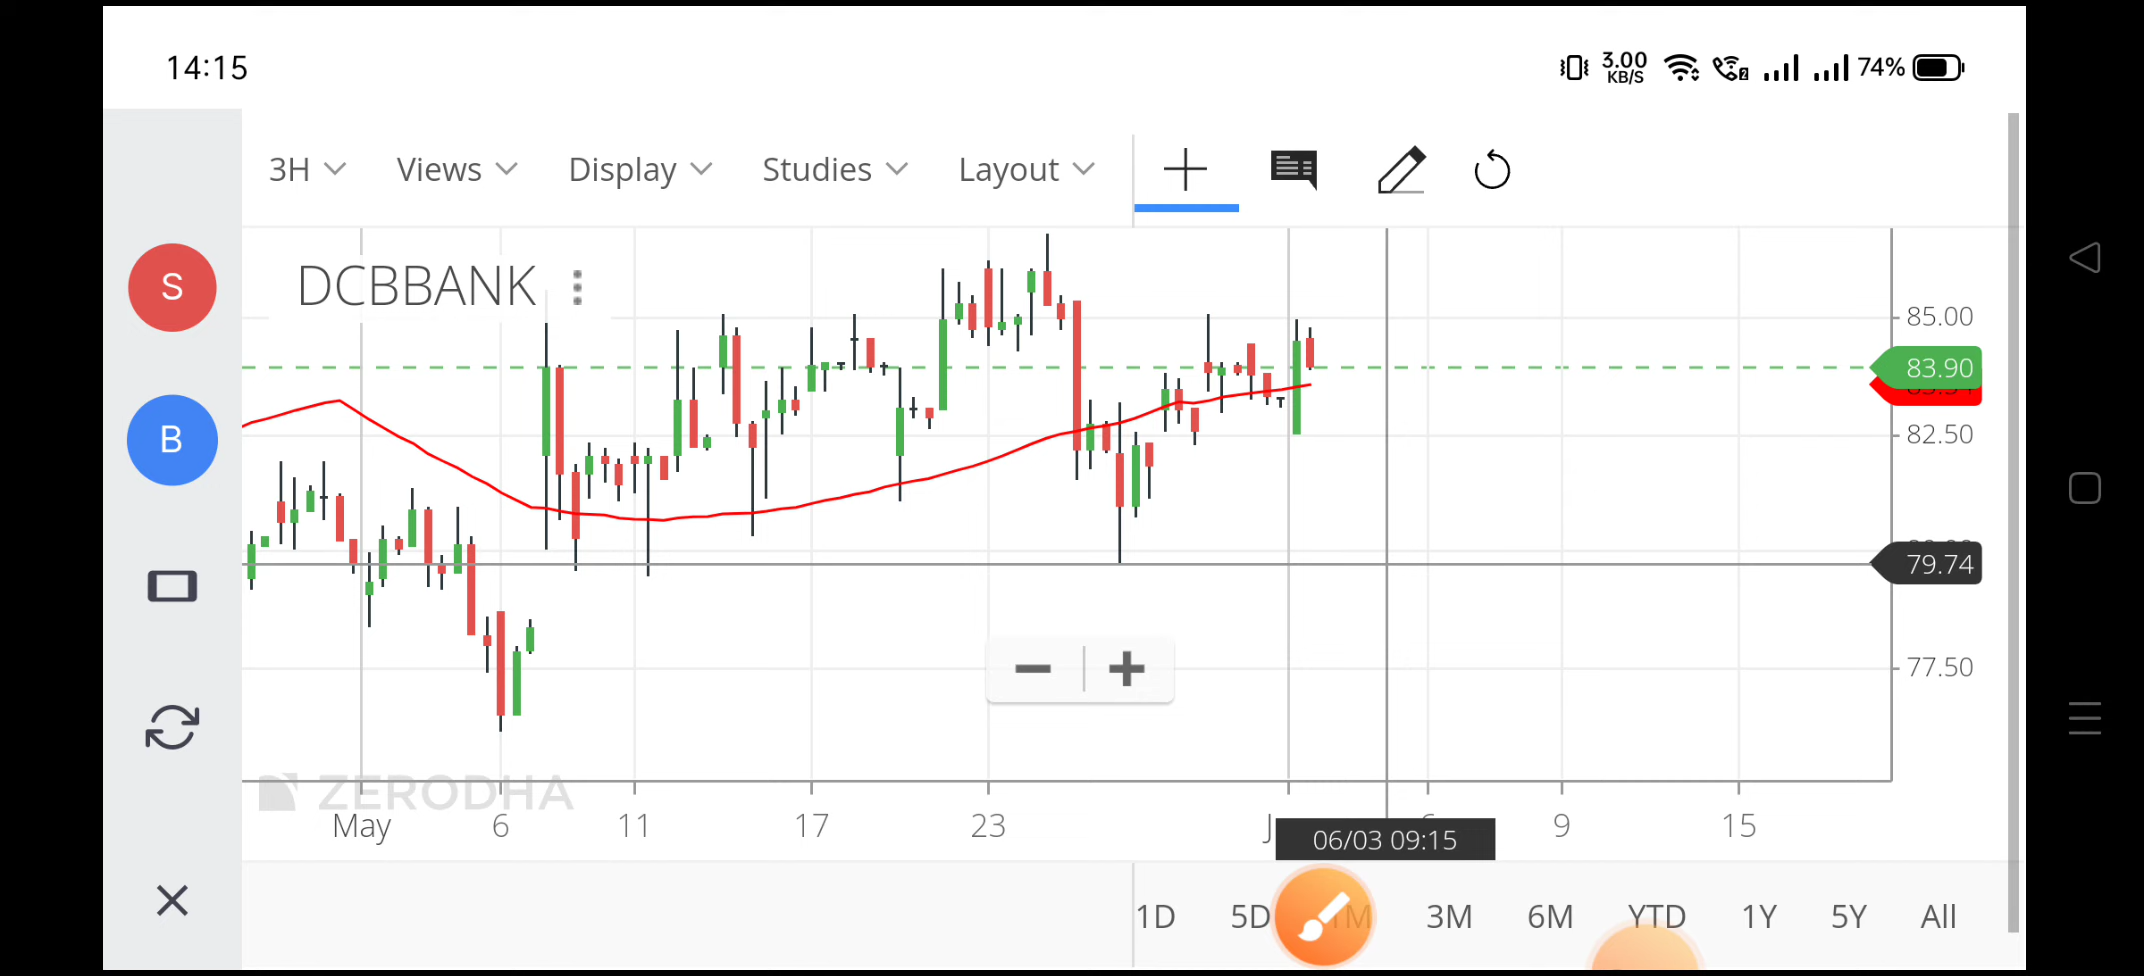 14:15
3.00 KB/S
74%
3H Views Display Studies Layout
S
DCBBANK
85.00
83.90
B
82.50
79.74
77.50
ZERODHA
May 6 11 17 23 9 15
06/03 09:15
1D 5D 1M 3M 6M YTD 1Y 5Y All